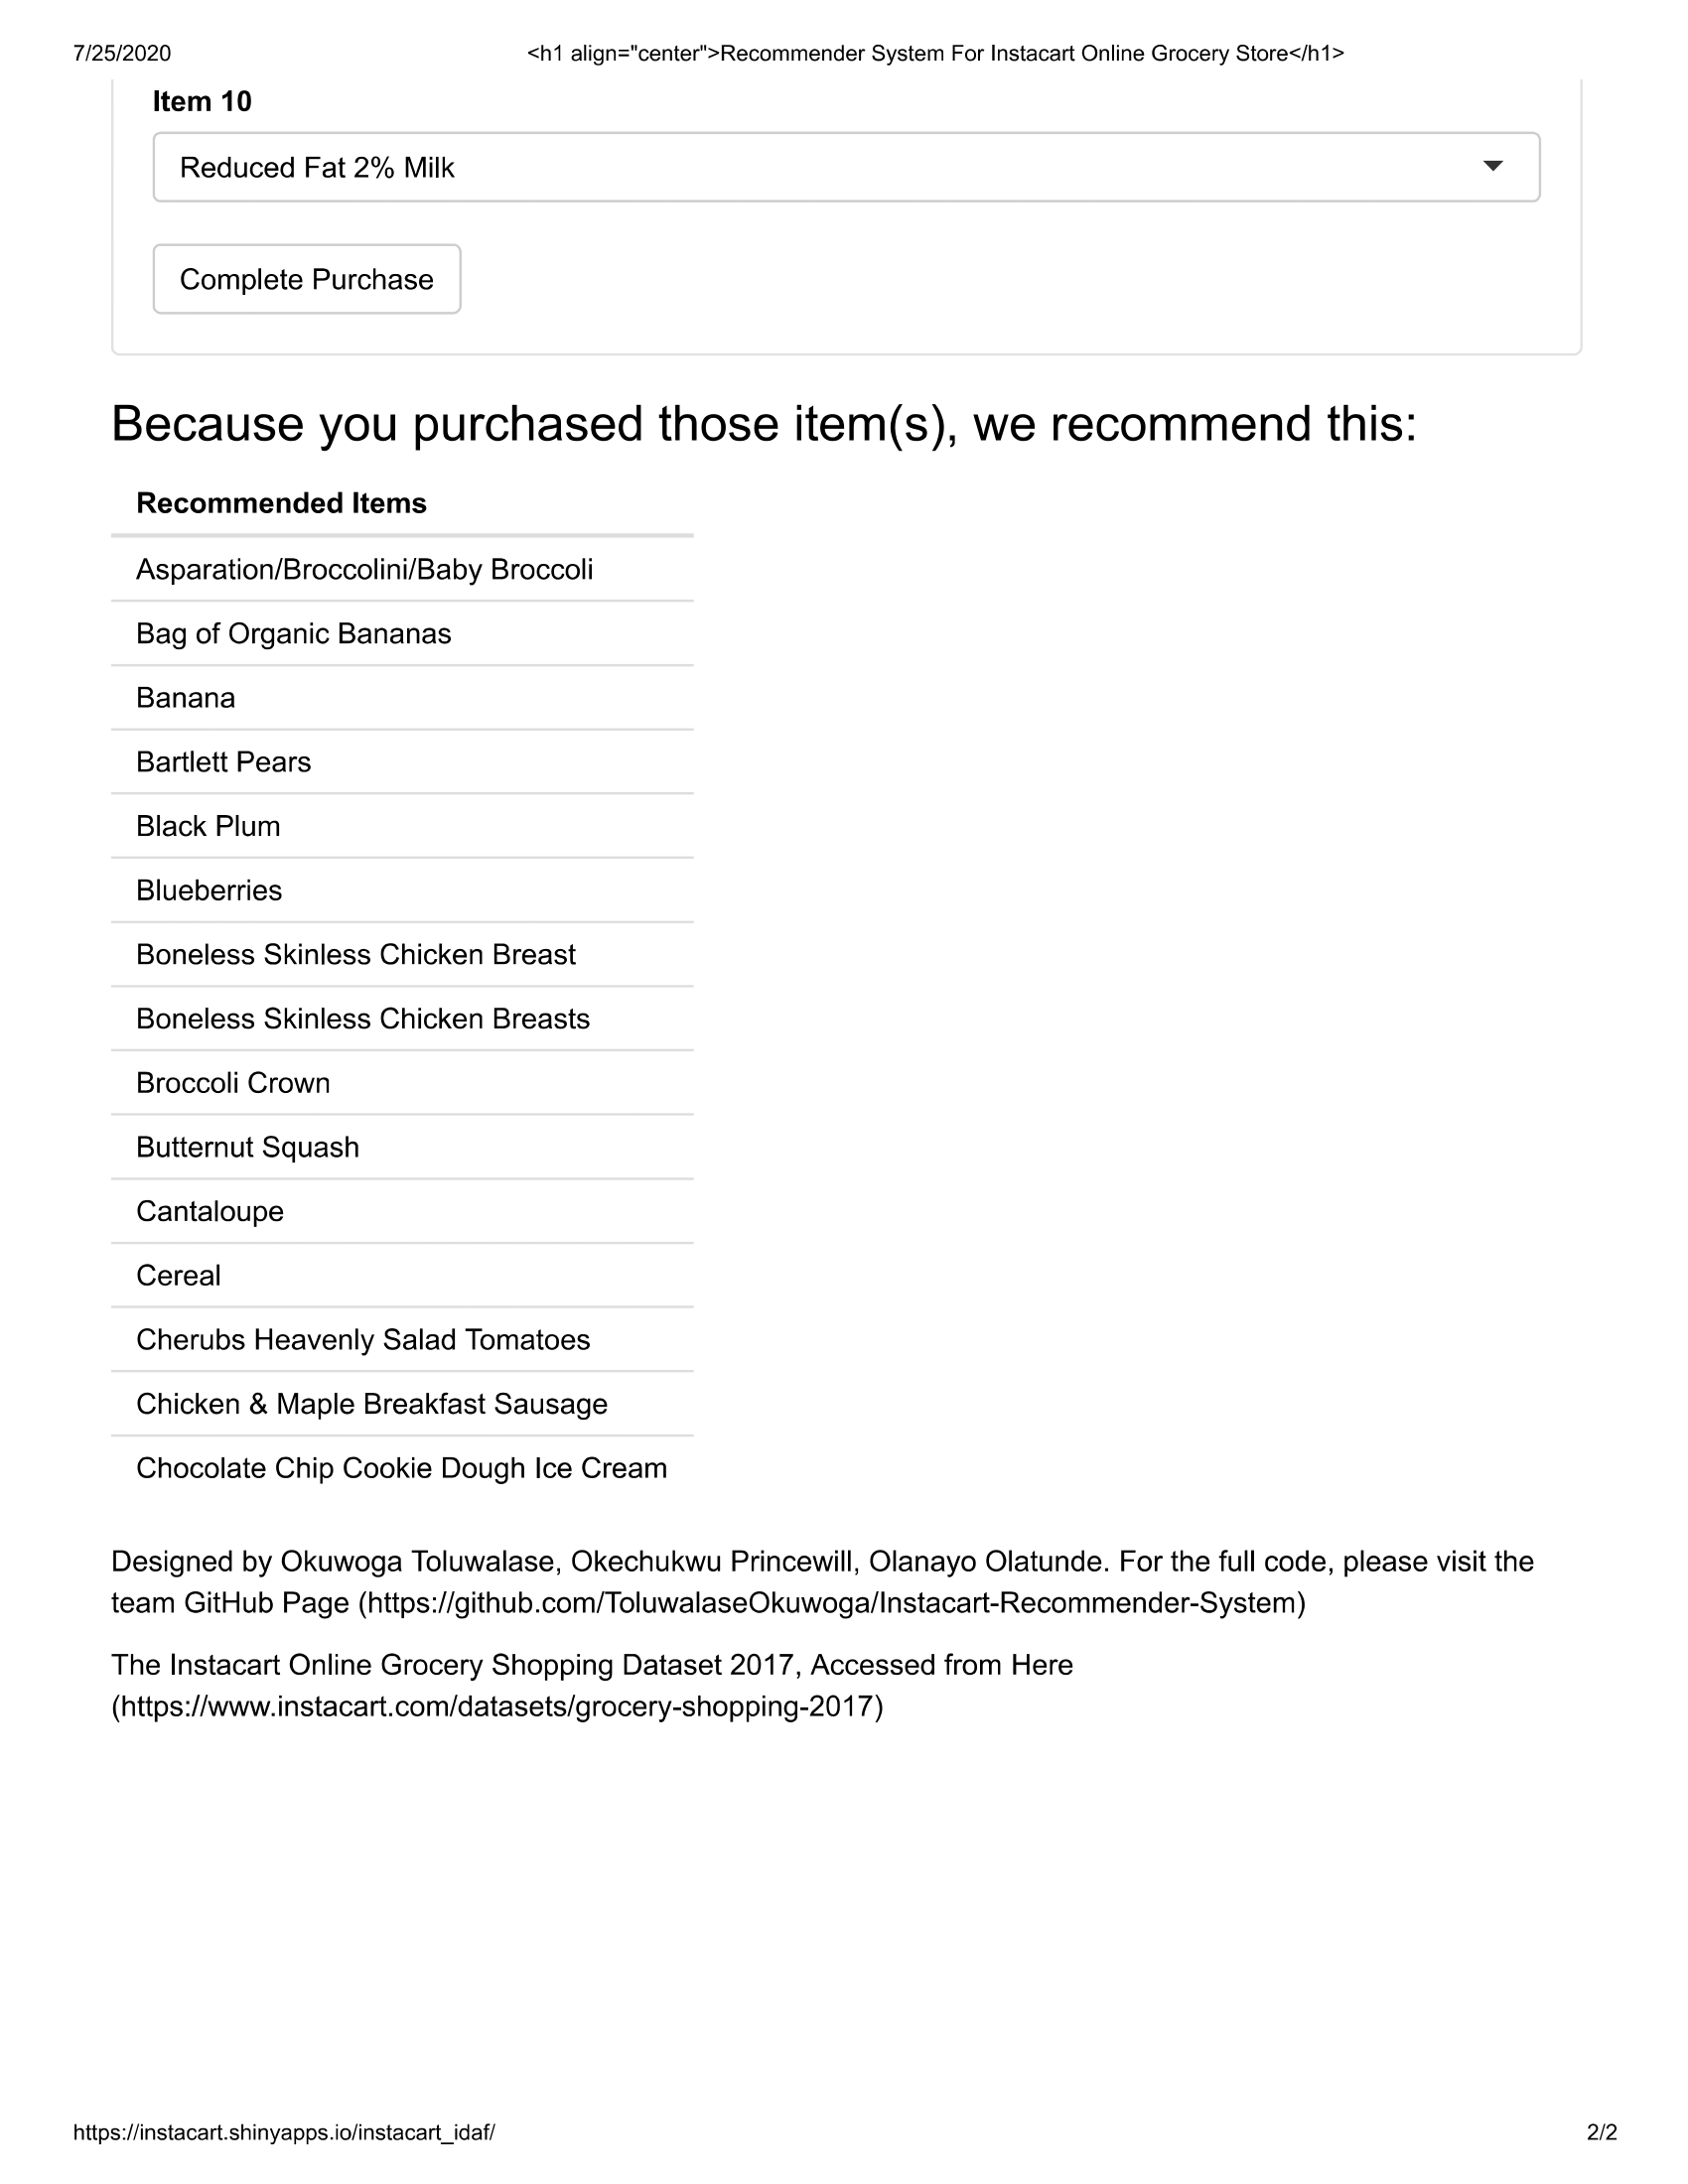 7/25/2020
<h1 align="center">Recommender System For Instacart Online Grocery Store</h1>
Item 10
Reduced Fat 2% Milk
Complete Purchase
Because you purchased those item(s), we recommend this:
Recommended Items
Asparation/Broccolini/Baby Broccoli
Bag of Organic Bananas
Banana
Bartlett Pears
Black Plum
Blueberries
Boneless Skinless Chicken Breast
Boneless Skinless Chicken Breasts
Broccoli Crown
Butternut Squash
Cantaloupe
Cereal
Cherubs Heavenly Salad Tomatoes
Chicken & Maple Breakfast Sausage
Chocolate Chip Cookie Dough Ice Cream
Designed by Okuwoga Toluwalase, Okechukwu Princewill, Olanayo Olatunde. For the full code, please visit the
team GitHub Page (https://github.com/ToluwalaseOkuwoga/Instacart-Recommender-System)
The Instacart Online Grocery Shopping Dataset 2017, Accessed from Here
(https://www.instacart.com/datasets/grocery-shopping-2017)
https://instacart.shinyapps.io/instacart_idaf/
2/2